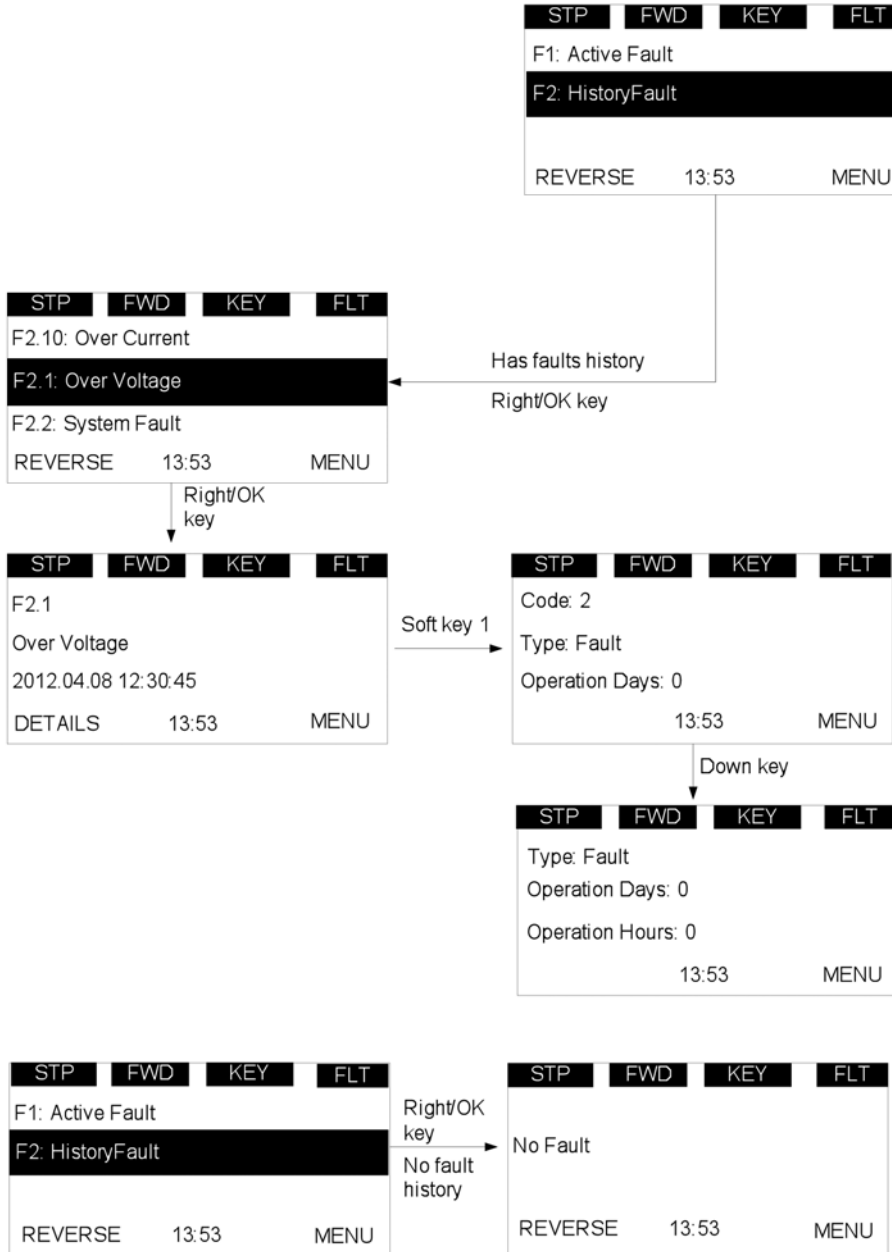 STP FWD KEY FLT
F1: Active Fault
F2: HistoryFault
REVERSE 13:53 MENU
Has faults history
Right/OK key
STP FWD KEY FLT
F2.10: Over Current
F2.1: Over Voltage
F2.2: System Fault
REVERSE 13:53 MENU
Right/OK
key
STP FWD KEY FLT
F2.1
Over Voltage
2012.04.08 12:30:45
DETAILS 13:53 MENU
Soft key 1
STP FWD KEY FLT
Code: 2
Type: Fault
Operation Days: 0
13:53 MENU
Down key
STP FWD KEY FLT
Type: Fault
Operation Days: 0
Operation Hours: 0
13:53 MENU
STP FWD KEY FLT
F1: Active Fault
F2: HistoryFault
REVERSE 13:53 MENU
Right/OK
key
No fault
history
STP FWD KEY FLT
No Fault
REVERSE 13:53 MENU